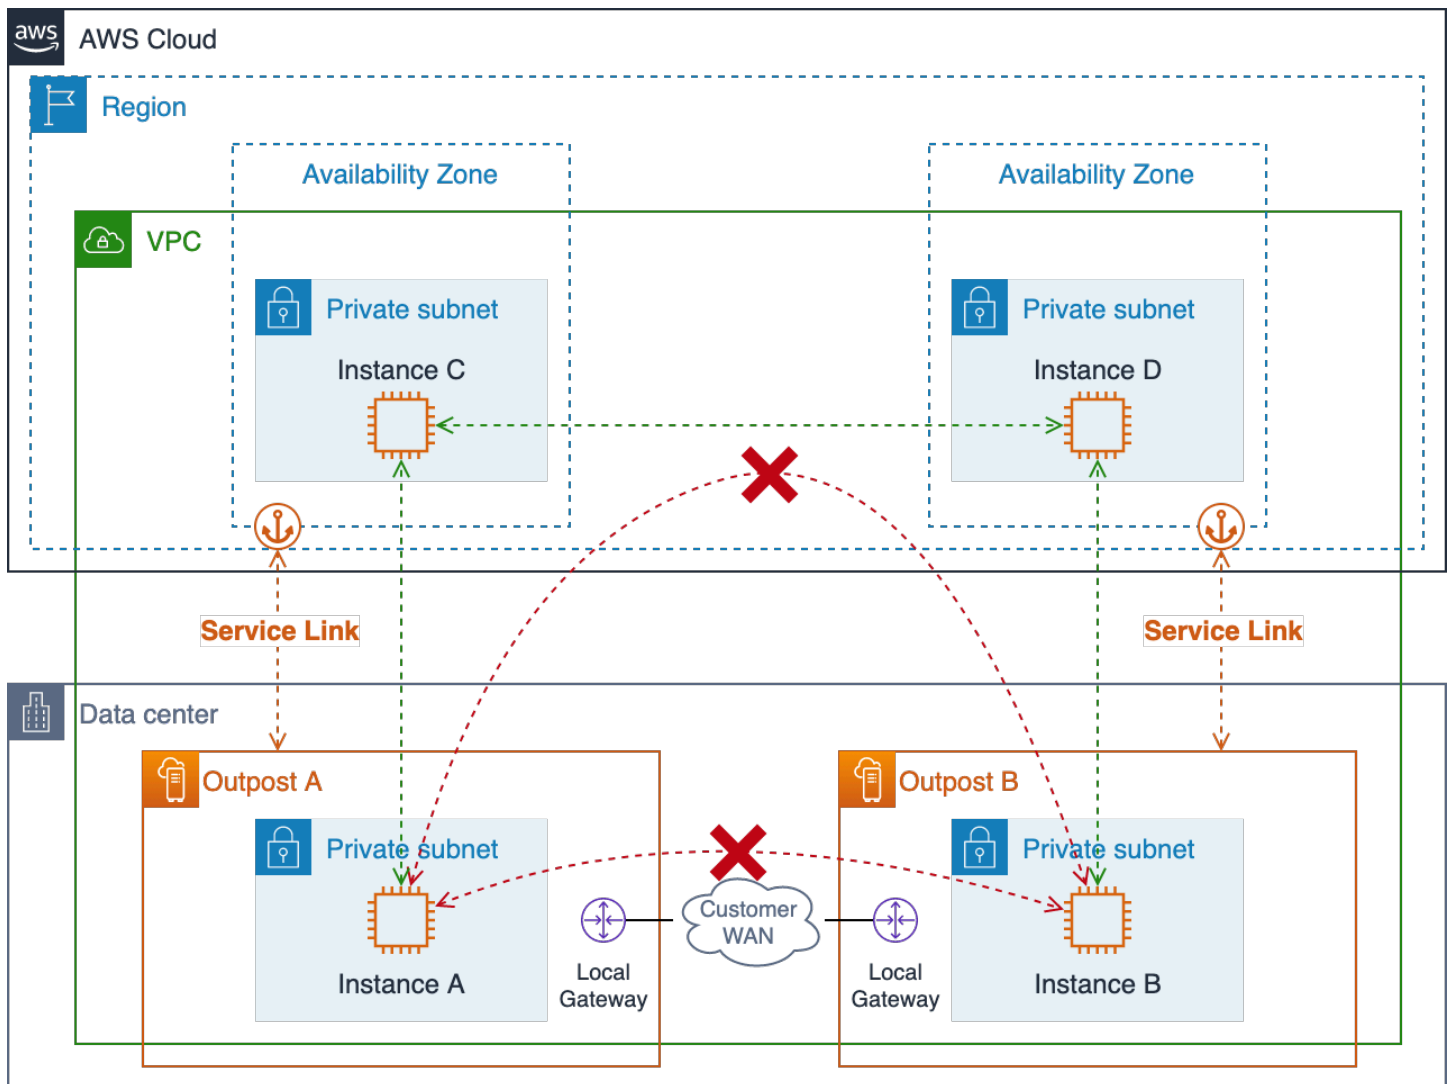 aws
AWS Cloud
Region
Availability Zone
Availability Zone
VPC
Private subnet
Private subnet
Instance C
Instance D
Service Link
Service Link
Data center
Outpost A
Outpost B
Private subnet
Private subnet
Customer
WAN
Local
Gateway
Local
Gateway
Instance A
Instance B